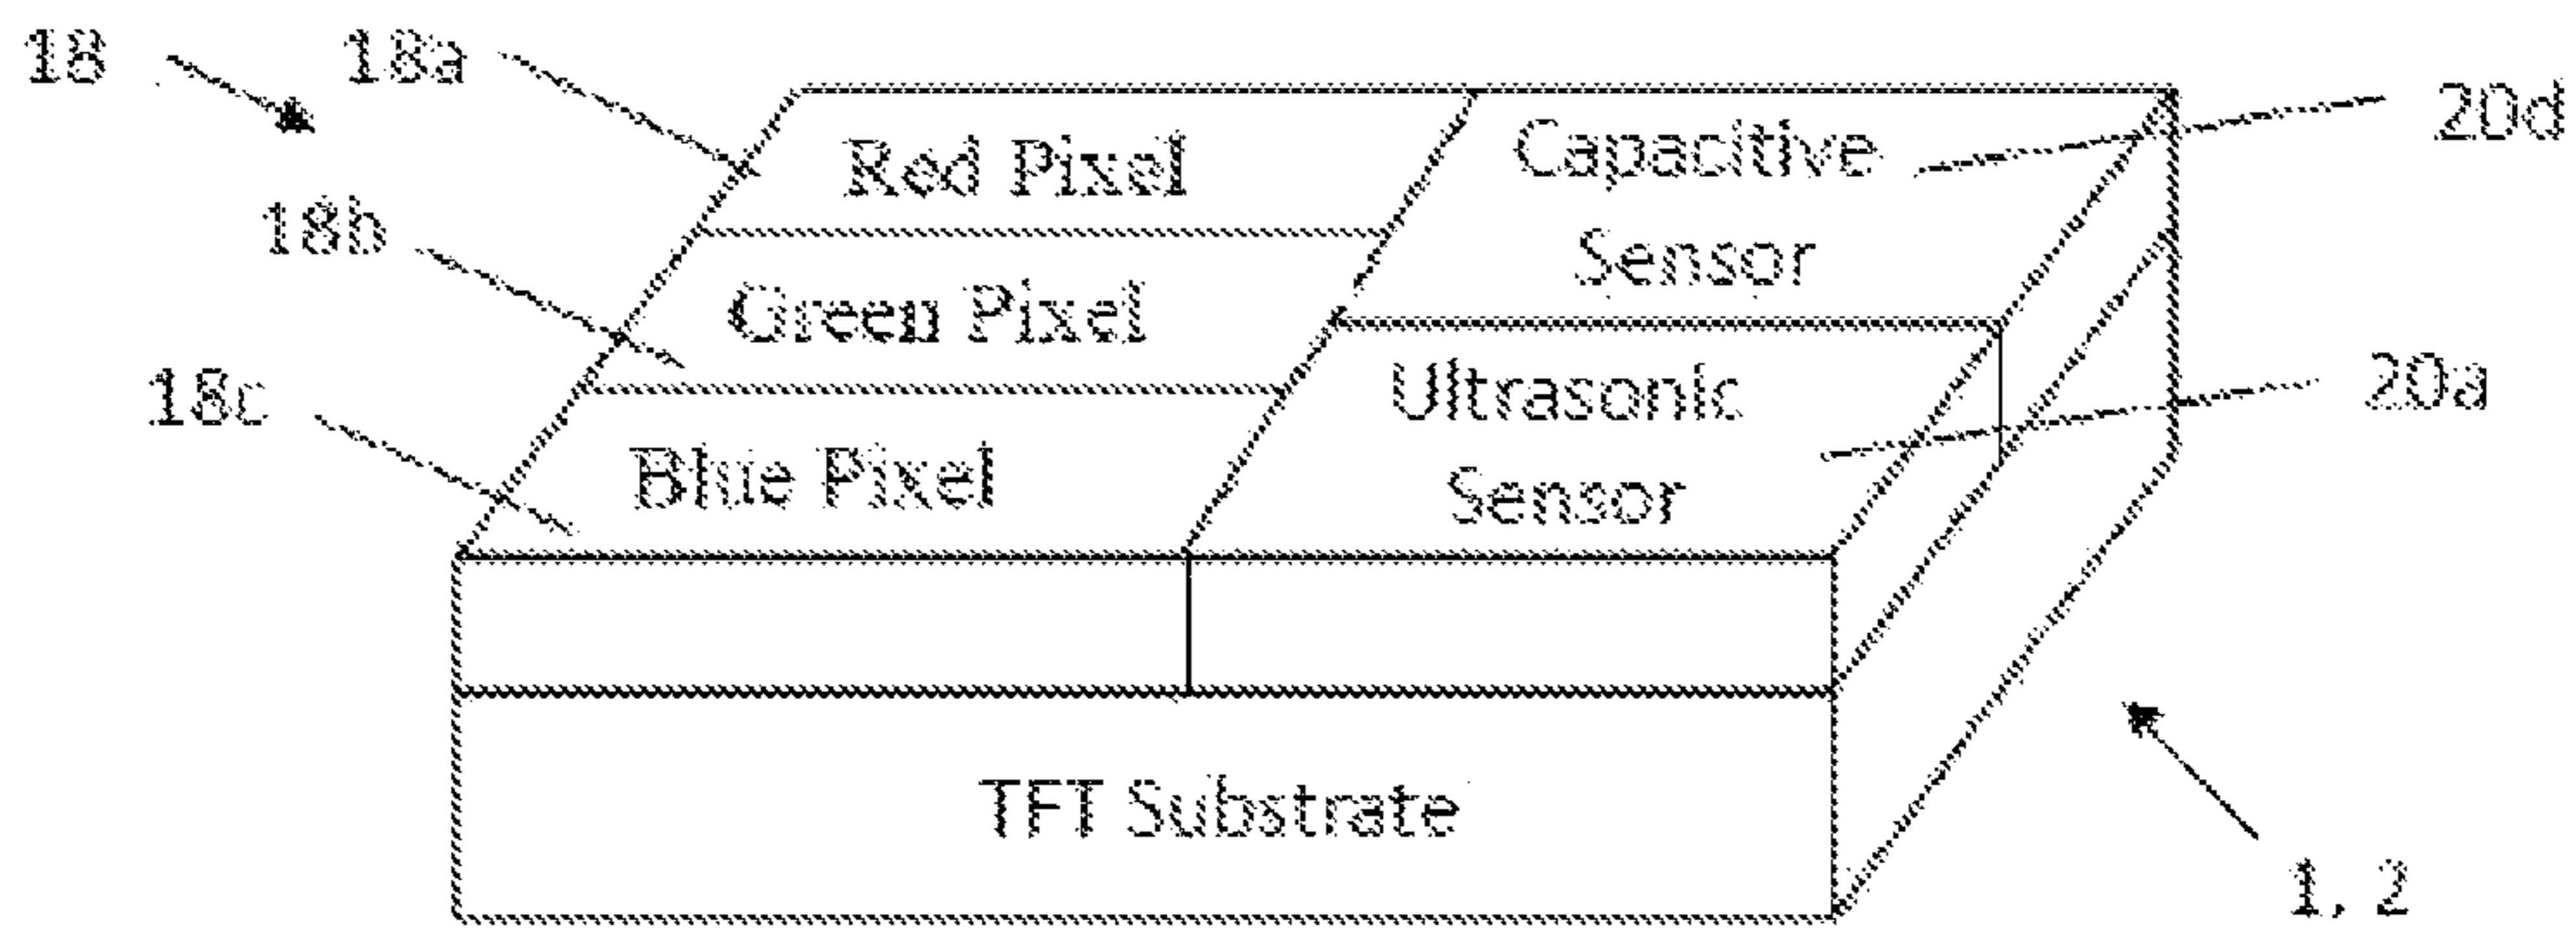 18
18a
Red Pixel
Capacitive
Sensor
20d
18b
Green Pixel
18c
Blue Pixel
Ultrasonic
Sensor
20a
TFT Substrate
1, 2